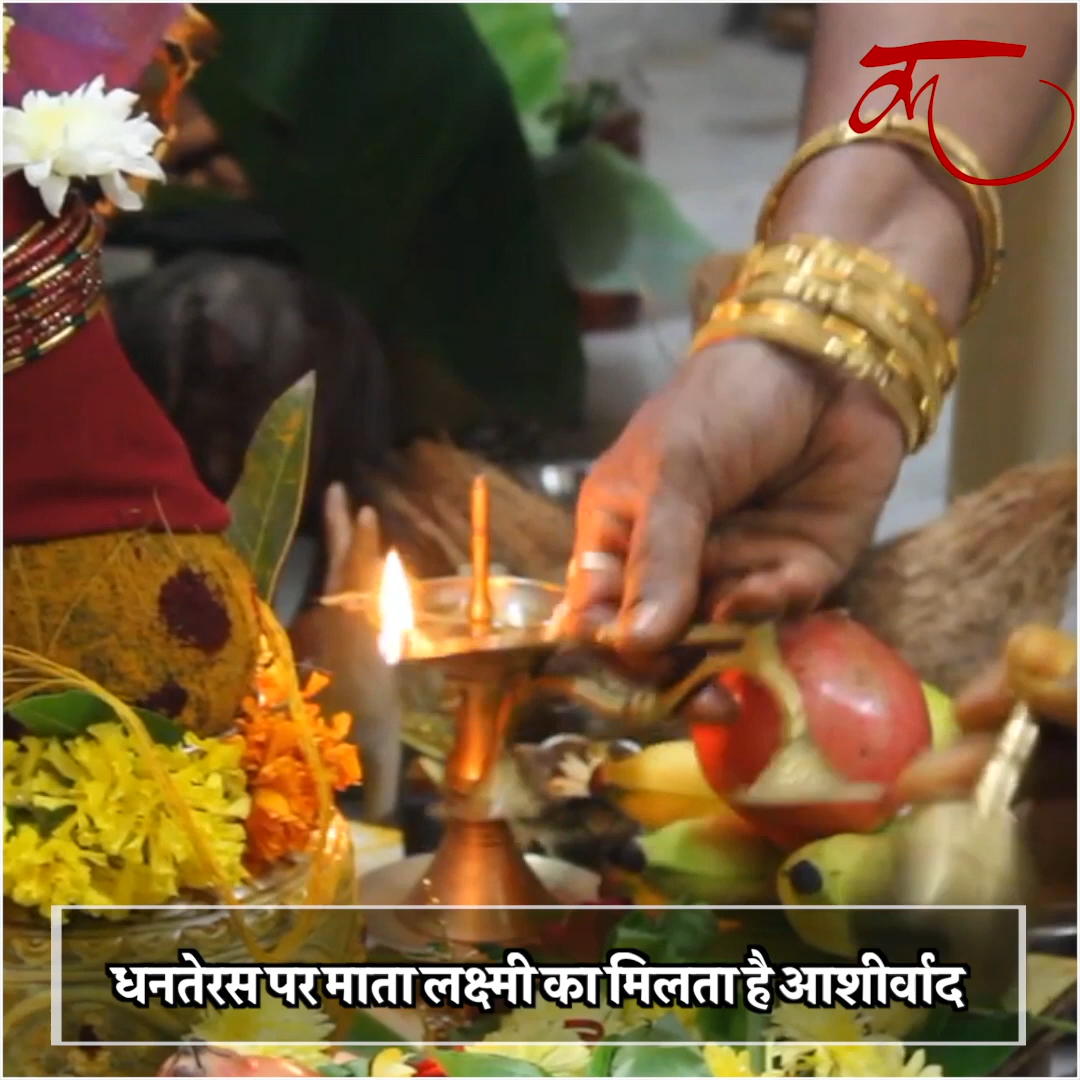 क
धनतेरस पर माता लक्ष्मी का मिलता है आशीर्वाद